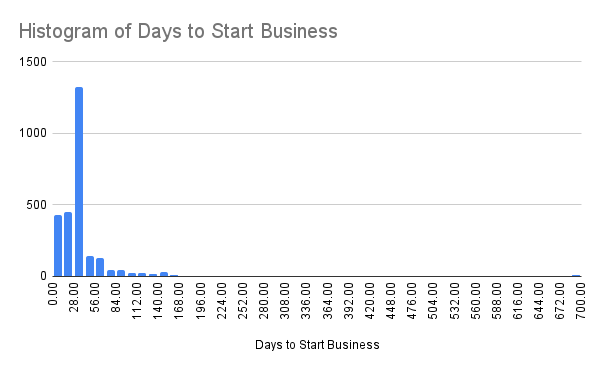 Histogram of Days to Start Business
1500
1000
500
0
0.00 28.00 56.00 84.00 112.00 140.00 168.00 196.00 224.00 252.00 280.00 308.00 336.00 364.00 392.00 420.00 448.00 476.00 504.00 532.00 560.00 588.00 616.00 644.00 672.00 700.00
Days to Start Business